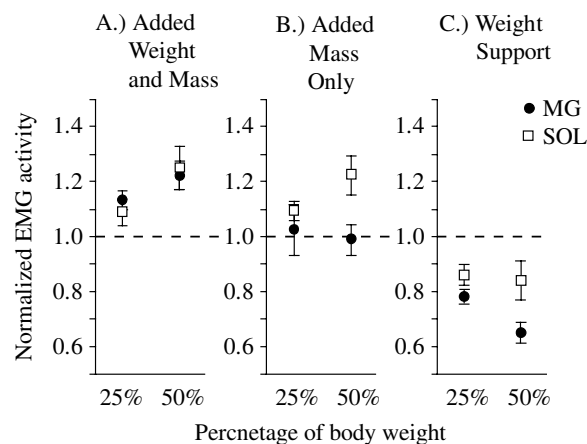 A.) Added
Weight
and Mass
B.) Added
Mass
Only
C.) Weight
Support
MG
SOL
Normalized EMG activity
1.4
1.2
1.0
0.8
0.6
25% 50%
1.4
1.2
1.0
0.8
0.6
25% 50%
1.4
1.2
1.0
0.8
0.6
25% 50%
Percnetage of body weight